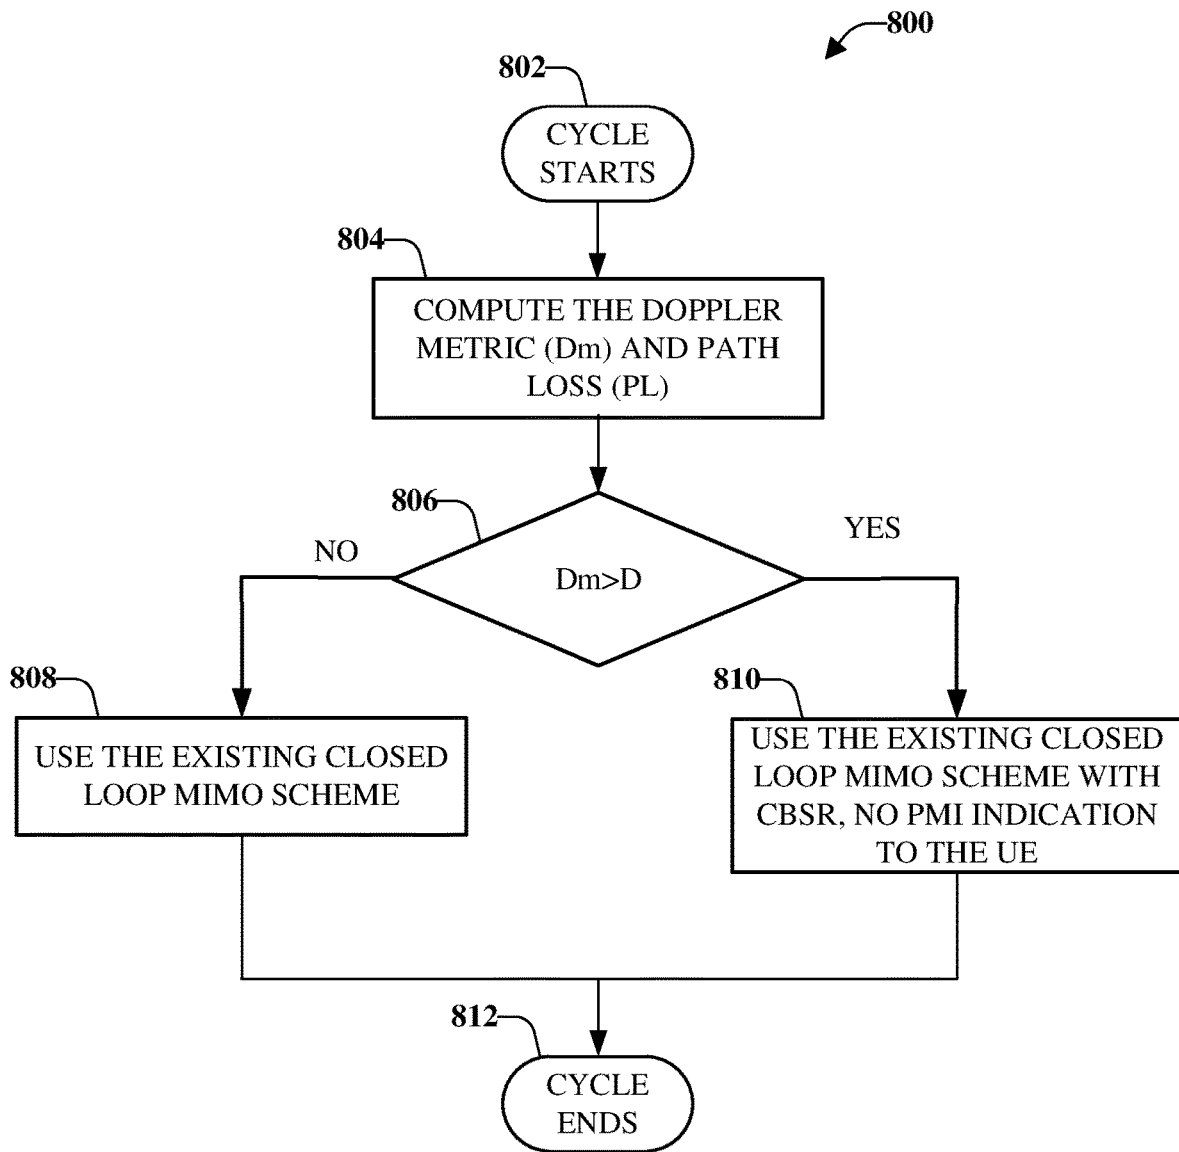 800
802
CYCLE
STARTS
804
COMPUTE THE DOPPLER
METRIC (Dm) AND PATH
LOSS (PL)
806
NO
YES
Dm>D
808
USE THE EXISTING CLOSED
LOOP MIMO SCHEME
810
USE THE EXISTING CLOSED
LOOP MIMO SCHEME WITH
CBSR, NO PMI INDICATION
TO THE UE
812
CYCLE
ENDS